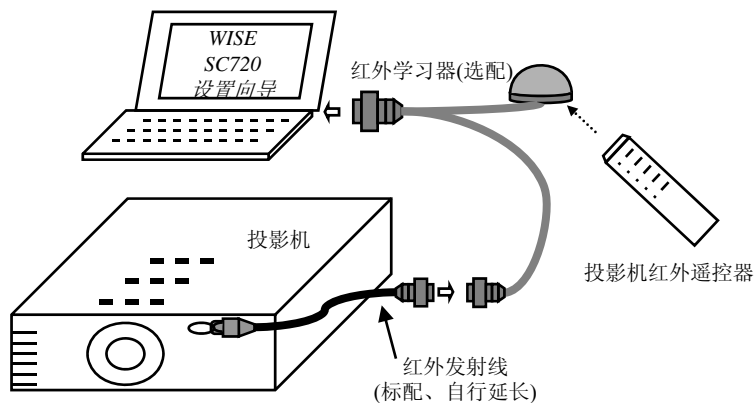 WISE
SC720
设置向导
红外学习器(选配)
投影机
投影机红外遥控器
红外发射线
(标配、自行延长)